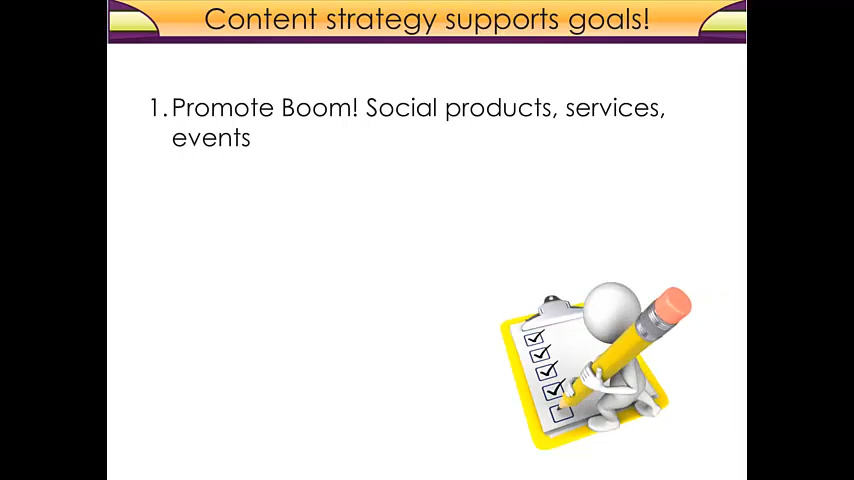 Content strategy supports goals!
1. Promote Boom! Social products, services,
events